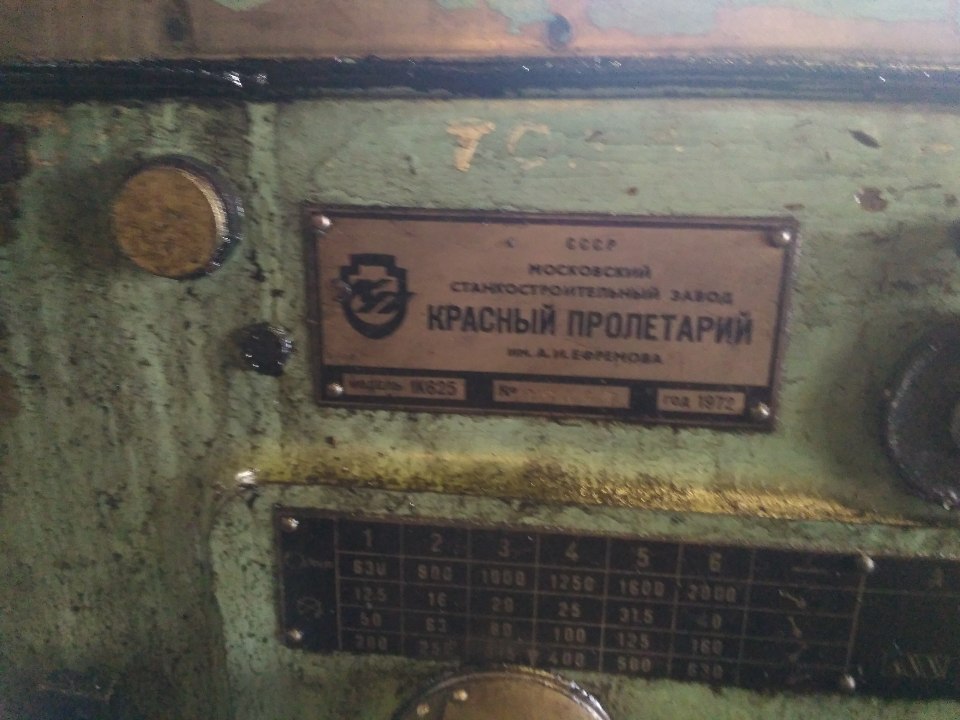 СССР
МОСКОВСКИЙ
СТАНКОСТРОИТЕЛЬНЫЙ ЗАВОД
КРАСНЫЙ ПРОЛЕТАРИЙ
ИМ. А. И. ЕФРЕМОВА
МОДЕЛЬ 1К625 № ГОД 1972
1 2 3 4 5 6
630 800 1000 1250 1600 2000
12.5 16 20 25 31.5 40
50 63 80 100 125 160
200 400 500 630